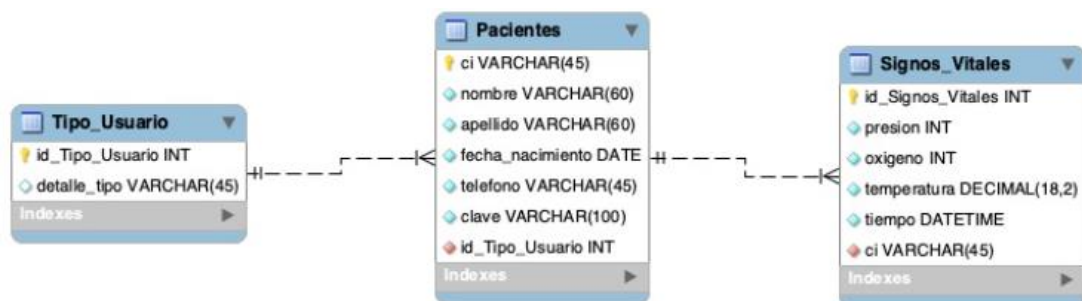 Tipo_Usuario
id_Tipo_Usuario INT
detalle_tipo VARCHAR(45)
Indexes
Pacientes
ci VARCHAR(45)
nombre VARCHAR(60)
apellido VARCHAR(60)
fecha_nacimiento DATE
telefono VARCHAR(45)
clave VARCHAR(100)
id_Tipo_Usuario INT
Indexes
Signos_Vitales
id_Signos_Vitales INT
presion INT
oxigeno INT
temperatura DECIMAL(18,2)
tiempo DATETIME
ci VARCHAR(45)
Indexes